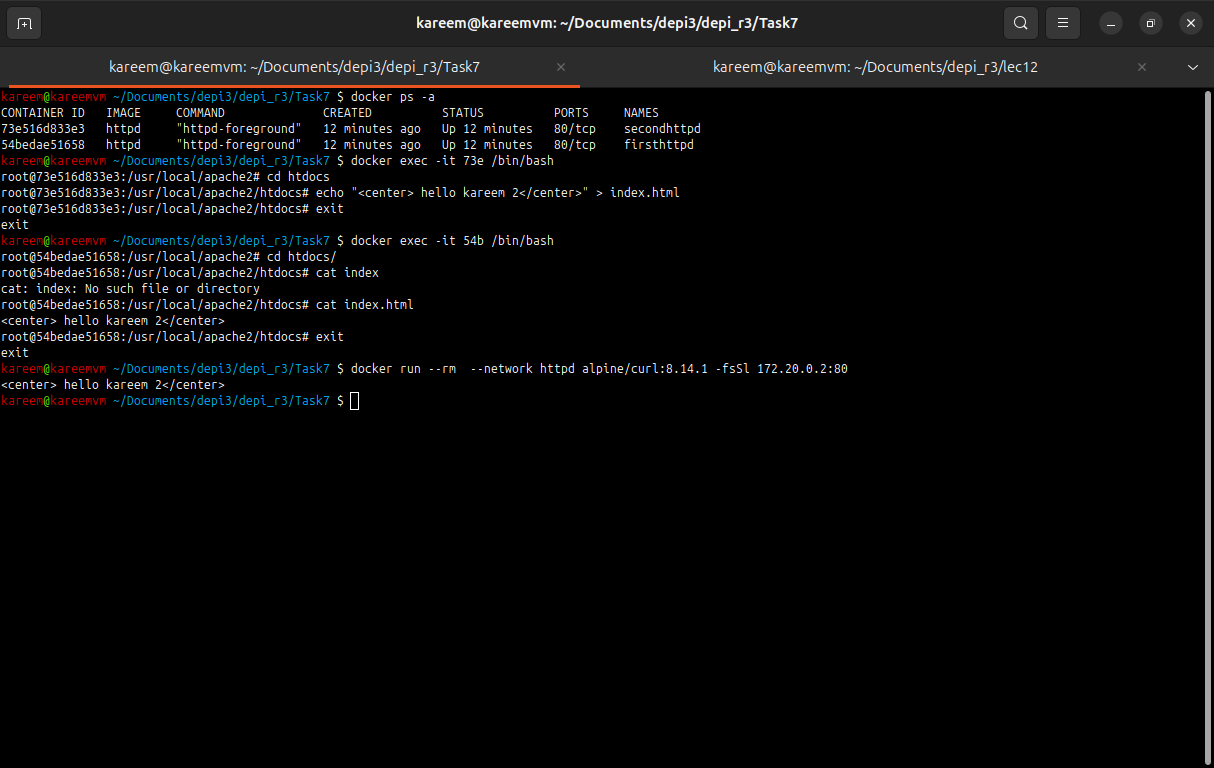 kareem@kareemvm: ~/Documents/depi3/depi_r3/Task7
kareem@kareemvm: ~/Documents/depi3/depi_r3/Task7
kareem@kareemvm: ~/Documents/depi_r3/lec12
kareem@kareemvm ~/Documents/depi3/depi_r3/Task7 $ docker ps -a
CONTAINER ID   IMAGE     COMMAND              CREATED          STATUS          PORTS     NAMES
73e516d833e3   httpd     "httpd-foreground"   12 minutes ago   Up 12 minutes   80/tcp    secondhttpd
54bedae51658   httpd     "httpd-foreground"   12 minutes ago   Up 12 minutes   80/tcp    firsthttpd
kareem@kareemvm ~/Documents/depi3/depi_r3/Task7 $ docker exec -it 73e /bin/bash
root@73e516d833e3:/usr/local/apache2# cd htdocs
root@73e516d833e3:/usr/local/apache2/htdocs# echo "<center> hello kareem 2</center>" > index.html
root@73e516d833e3:/usr/local/apache2/htdocs# exit
exit
kareem@kareemvm ~/Documents/depi3/depi_r3/Task7 $ docker exec -it 54b /bin/bash
root@54bedae51658:/usr/local/apache2# cd htdocs/
root@54bedae51658:/usr/local/apache2/htdocs# cat index
cat: index: No such file or directory
root@54bedae51658:/usr/local/apache2/htdocs# cat index.html
<center> hello kareem 2</center>
root@54bedae51658:/usr/local/apache2/htdocs# exit
exit
kareem@kareemvm ~/Documents/depi3/depi_r3/Task7 $ docker run --rm  --network httpd alpine/curl:8.14.1 -fsSl 172.20.0.2:80
<center> hello kareem 2</center>
kareem@kareemvm ~/Documents/depi3/depi_r3/Task7 $